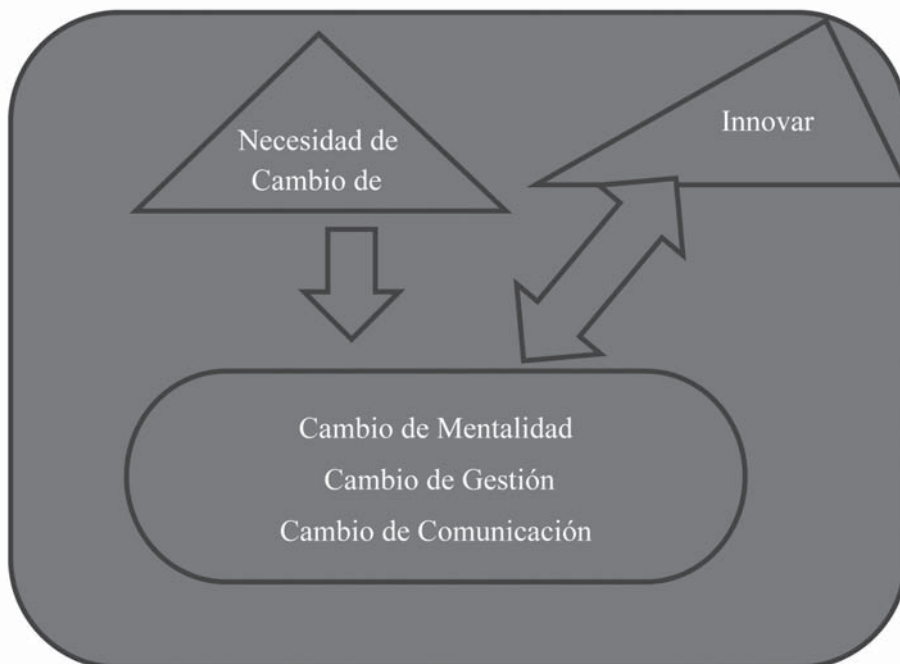 Necesidad de
Cambio de
Innovar
Cambio de Mentalidad
Cambio de Gestión
Cambio de Comunicación